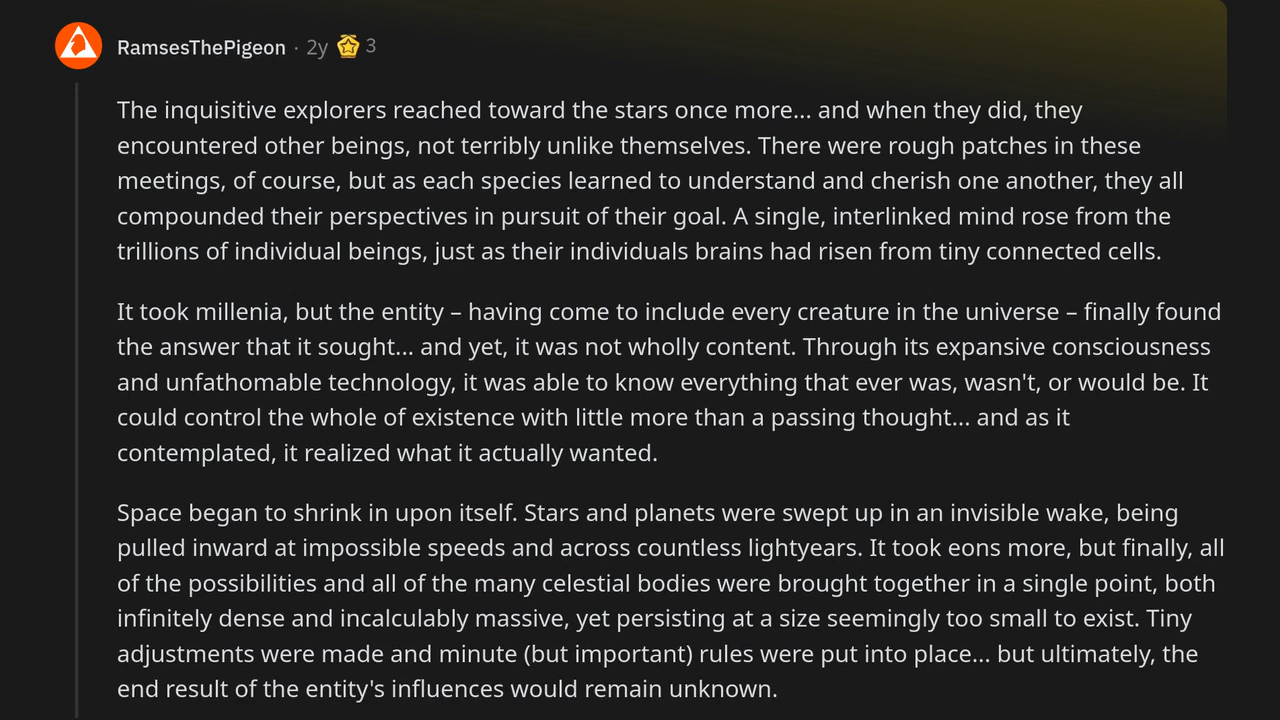 RamsesThePigeon · 2y 3
The inquisitive explorers reached toward the stars once more... and when they did, they
encountered other beings, not terribly unlike themselves. There were rough patches in these
meetings, of course, but as each species learned to understand and cherish one another, they all
compounded their perspectives in pursuit of their goal. A single, interlinked mind rose from the
trillions of individual beings, just as their individuals brains had risen from tiny connected cells.
It took millenia, but the entity – having come to include every creature in the universe – finally found
the answer that it sought... and yet, it was not wholly content. Through its expansive consciousness
and unfathomable technology, it was able to know everything that ever was, wasn't, or would be. It
could control the whole of existence with little more than a passing thought... and as it
contemplated, it realized what it actually wanted.
Space began to shrink in upon itself. Stars and planets were swept up in an invisible wake, being
pulled inward at impossible speeds and across countless lightyears. It took eons more, but finally, all
of the possibilities and all of the many celestial bodies were brought together in a single point, both
infinitely dense and incalculably massive, yet persisting at a size seemingly too small to exist. Tiny
adjustments were made and minute (but important) rules were put into place... but ultimately, the
end result of the entity's influences would remain unknown.